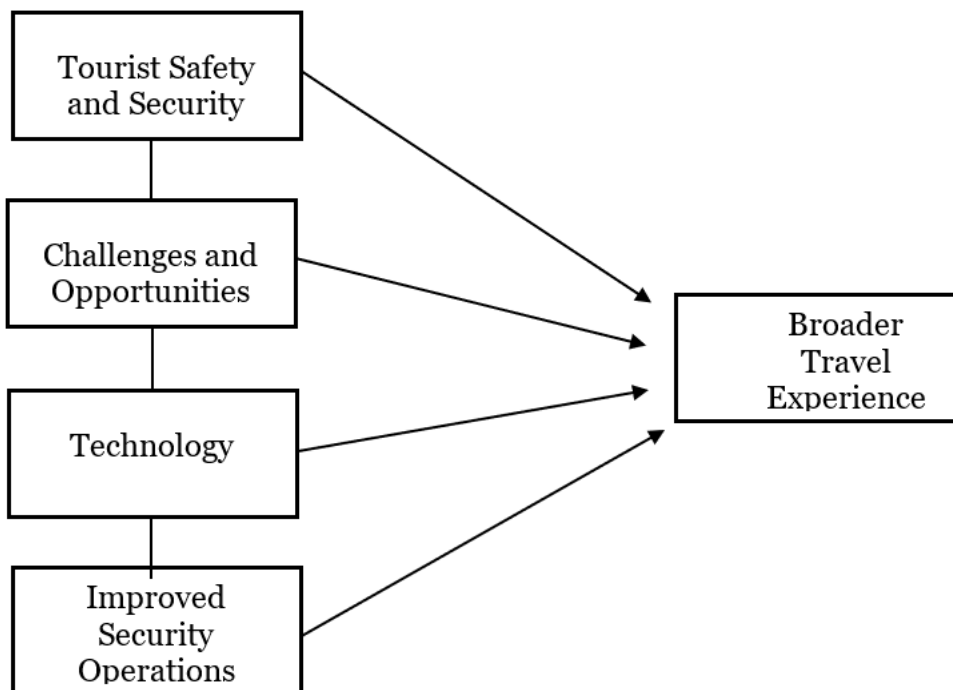 Tourist Safety
and Security
Challenges and
Opportunities
Technology
Improved
Security
Operations
Broader
Travel
Experience